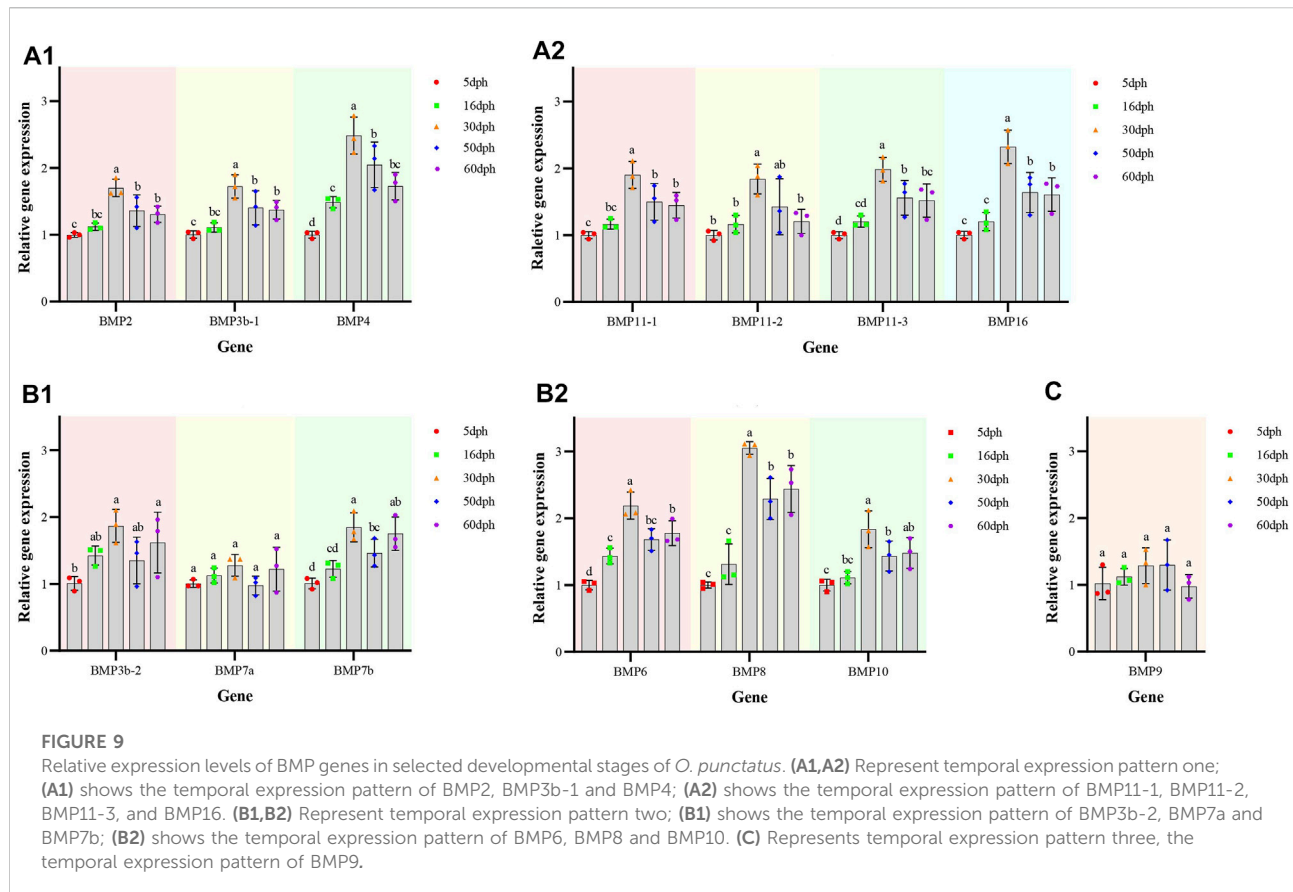 A1
Relative gene expression
3
2
1
0
c bc a b b
c bc a b b
d c a b bc
BMP2 BMP3b-1 BMP4
Gene
5dph
16dph
30dph
50dph
60dph
A2
Raletive gene expession
3
2
1
0
c bc a b b
b b a ab b
d cd a b bc
c c a b b
BMP11-1 BMP11-2 BMP11-3 BMP16
Gene
5dph
16dph
30dph
50dph
60dph
B1
Relative gene expression
3
2
1
0
b ab a ab a
a a a a a
d cd a bc ab
BMP3b-2 BMP7a BMP7b
Gene
5dph
16dph
30dph
50dph
60dph
B2
Relative gene expression
3
2
1
0
d c a bc b
c c a b b
c bc a b ab
BMP6 BMP8 BMP10
Gene
5dph
16dph
30dph
50dph
60dph
C
Relative gene expression
3
2
1
0
a a a a a
BMP9
Gene
5dph
16dph
30dph
50dph
60dph
FIGURE 9
Relative expression levels of BMP genes in selected developmental stages of O. punctatus. (A1,A2) Represent temporal expression pattern one;
(A1) shows the temporal expression pattern of BMP2, BMP3b-1 and BMP4; (A2) shows the temporal expression pattern of BMP11-1, BMP11-2,
BMP11-3, and BMP16. (B1,B2) Represent temporal expression pattern two; (B1) shows the temporal expression pattern of BMP3b-2, BMP7a and
BMP7b; (B2) shows the temporal expression pattern of BMP6, BMP8 and BMP10. (C) Represents temporal expression pattern three, the
temporal expression pattern of BMP9.